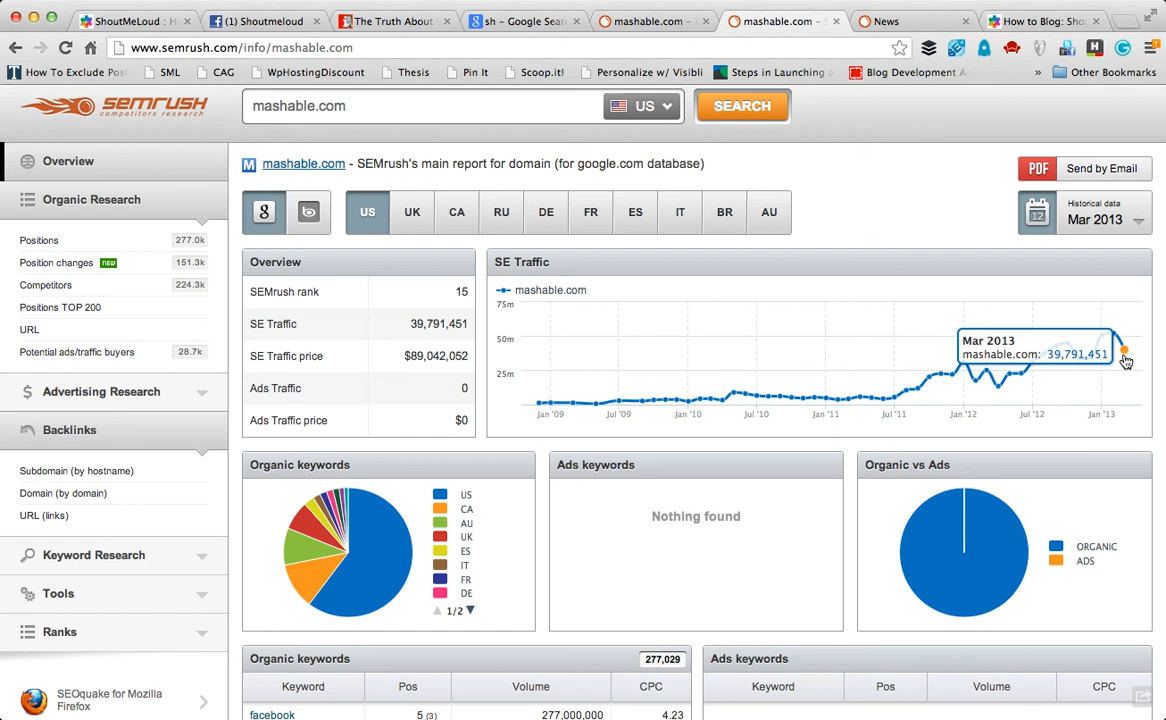 ShoutMeLoud : H
(1) Shoutmeloud
The Truth About
sh – Google Sear
mashable.com –
mashable.com – S
News
How to Blog: Sho
www.semrush.com/info/mashable.com
How To Exclude Pos
SML
CAG
WpHostingDiscount
Thesis
Pin It
Scoop.it!
Personalize w/ Visibli
Steps in Launching
Blog Development A
»
Other Bookmarks
SEMRUSH
competitors research
mashable.com
US
SEARCH
Overview
Organic Research
Positions 277.0k
Position changes new 151.3k
Competitors 224.3k
Positions TOP 200
URL
Potential ads/traffic buyers 28.7k
Advertising Research
Backlinks
Subdomain (by hostname)
Domain (by domain)
URL (links)
Keyword Research
Tools
Ranks
SEOquake for Mozilla
Firefox
M mashable.com - SEMrush's main report for domain (for google.com database)
PDF Send by Email
g b US UK CA RU DE FR ES IT BR AU
12
Historical data
Mar 2013
Overview
SEMrush rank 15
SE Traffic 39,791,451
SE Traffic price $89,042,052
Ads Traffic 0
Ads Traffic price $0
SE Traffic
mashable.com
75m
50m
25m
Mar 2013
mashable.com: 39,791,451
Jan '09 Jul '09 Jan '10 Jul '10 Jan '11 Jul '11 Jan '12 Jul '12 Jan '13
Organic keywords
US
CA
AU
UK
ES
IT
FR
DE
1/2
Ads keywords
Nothing found
Organic vs Ads
ORGANIC
ADS
Organic keywords 277,029
Keyword Pos Volume CPC
facebook 5 (3) 277,000,000 4.23
Ads keywords
Keyword Pos Volume CPC